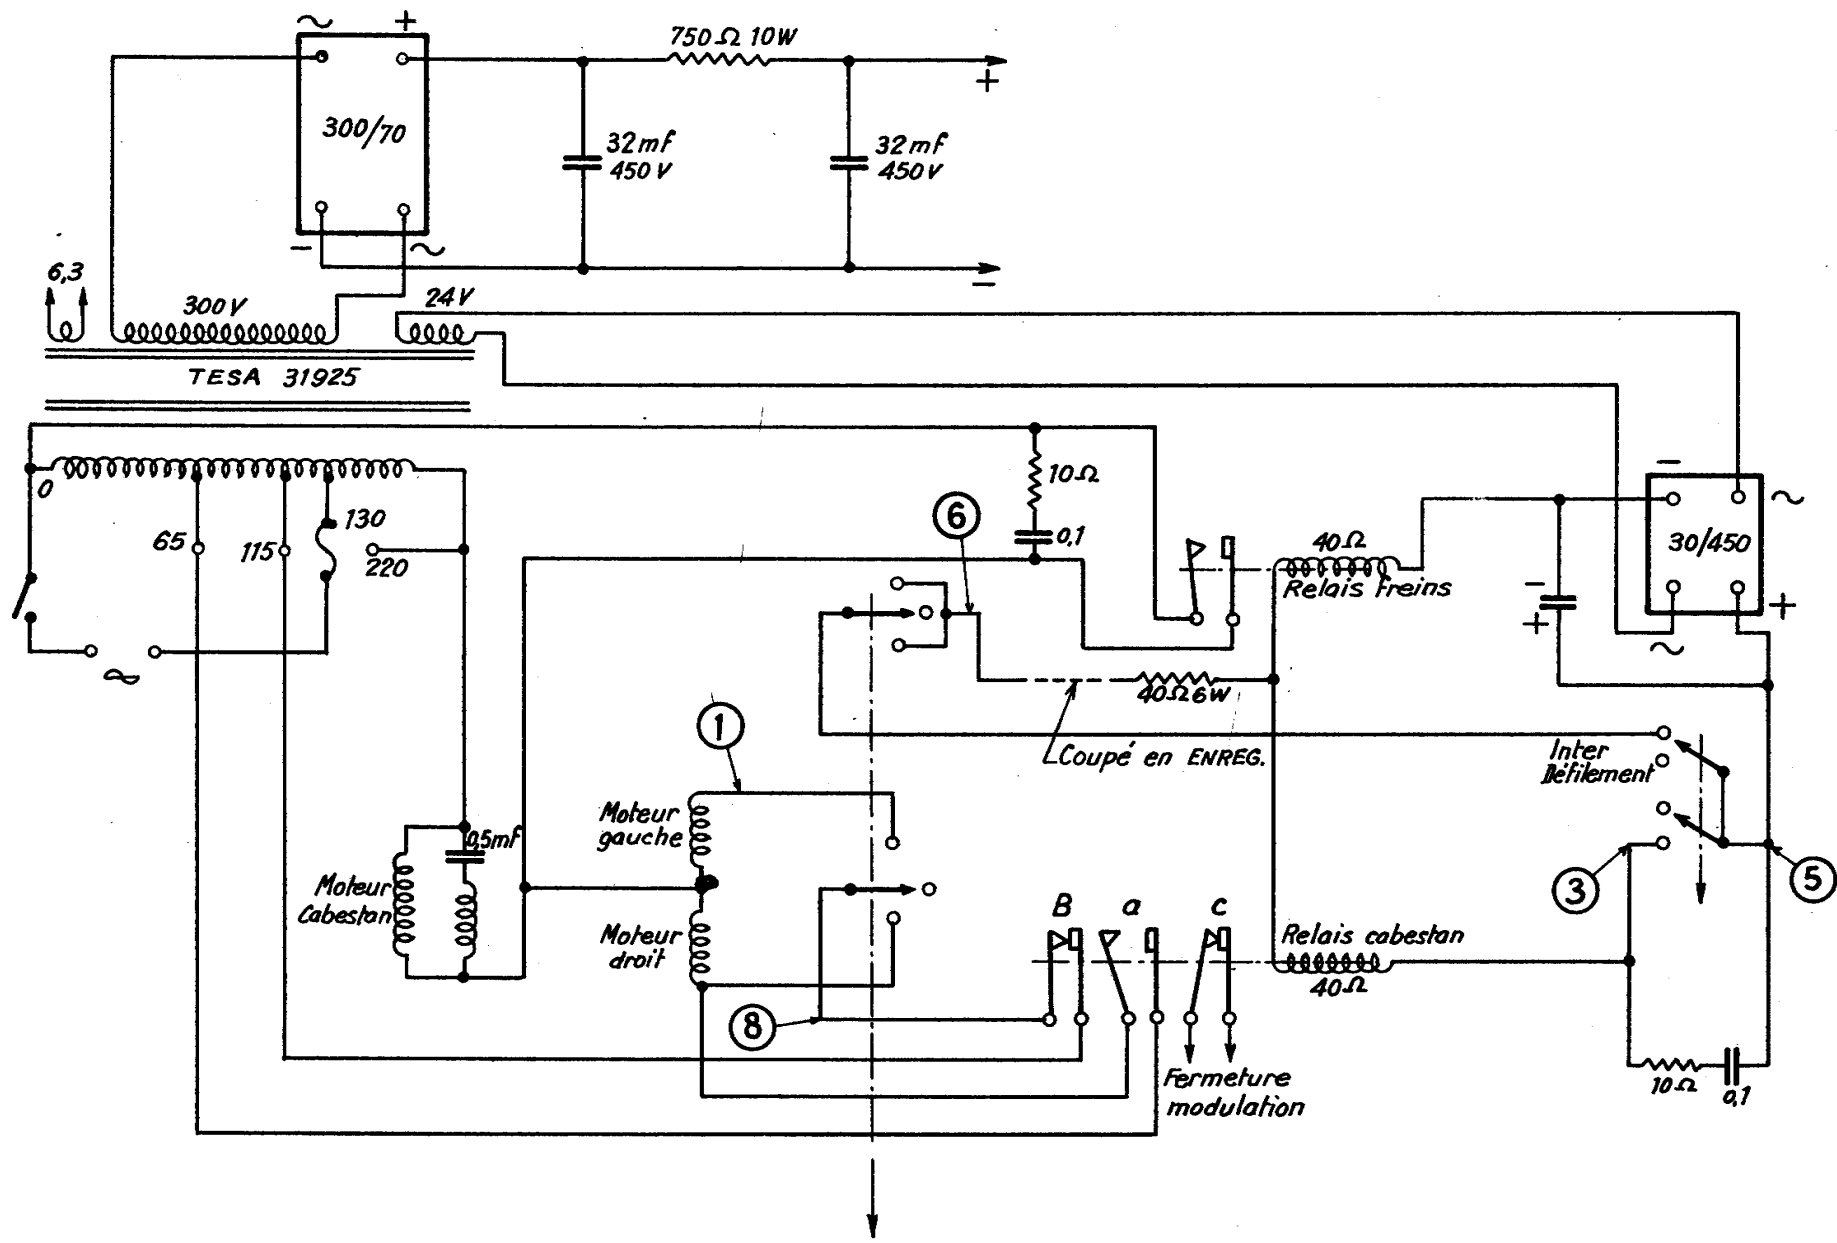 ~
+
750Ω 10W
+
300/70
32mf
450V
32mf
450V
−
~
−
6,3
300V
24V
TESA 31925
0
65
115
130
220
~
10Ω
0,1
6
40Ω
Relais freins
−
~
30/450
−
+
+
~
40Ω6W
Coupé en ENREG.
Inter
Défilement
1
Moteur
gauche
0,5mf
Moteur
Cabestan
Moteur
droit
3
5
B
a
c
Relais cabestan
40Ω
8
Fermeture
modulation
10Ω
0,1